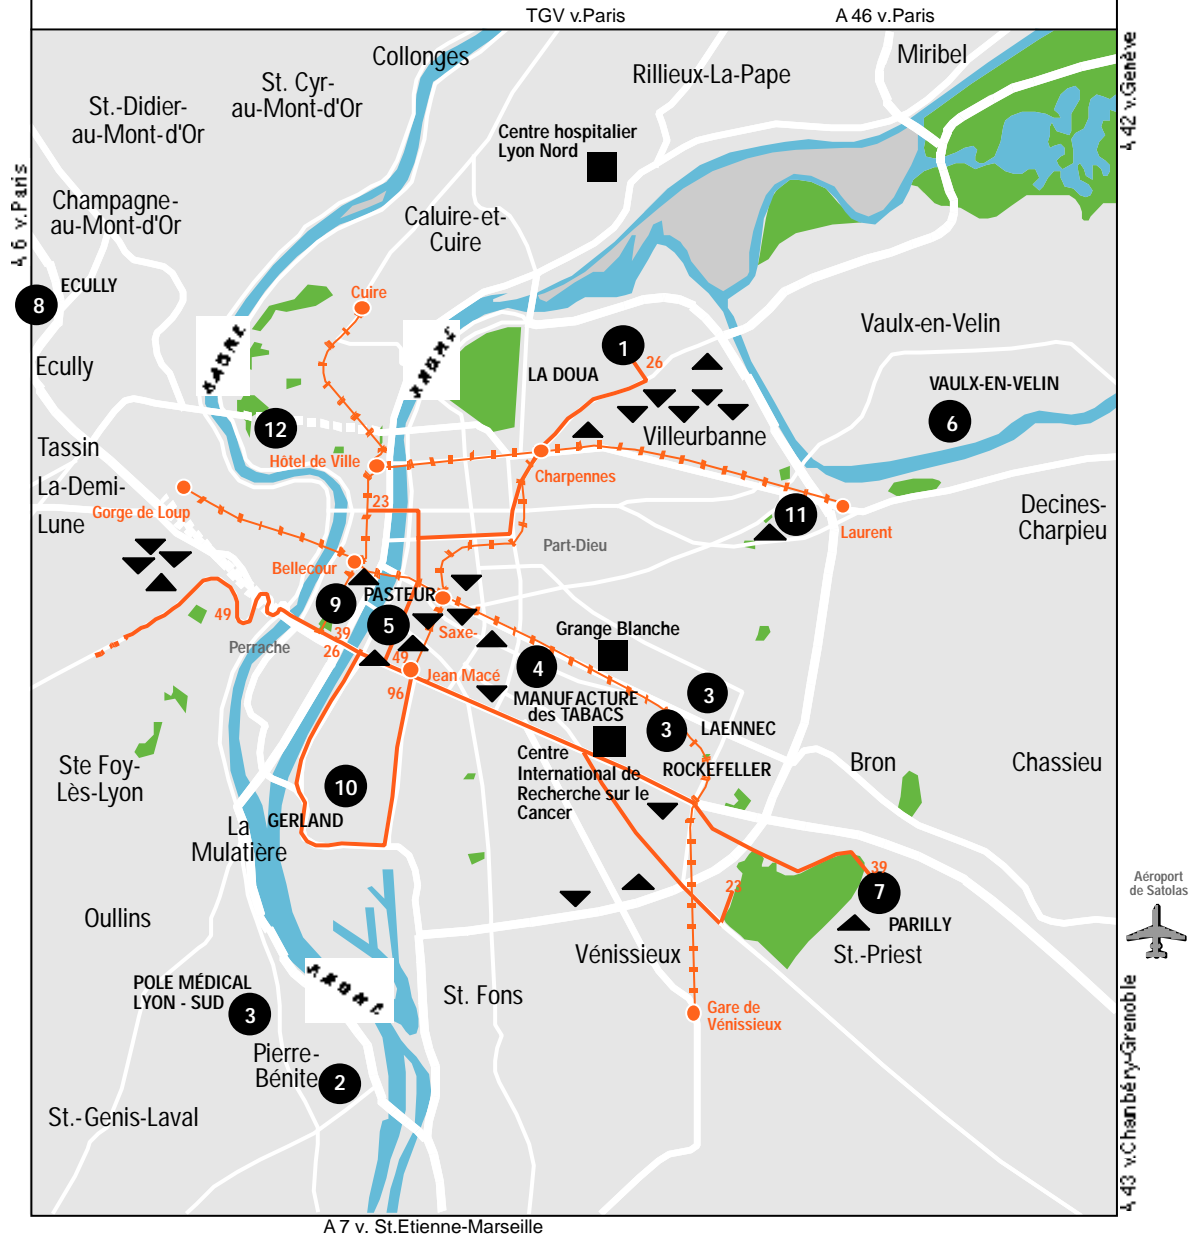 TGV v.Paris
A 46 v.Paris
Collonges
Miribel
Rillieux-La-Pape
St. Cyr-
au-Mont-d'Or
St.-Didier-
au-Mont-d'Or
A 42 v.Genève
Centre hospitalier
Lyon Nord
A 6 v.Paris
Champagne-
au-Mont-d'Or
Caluire-et-
Cuire
8
ECULLY
Cuire
SAONE
RHONE
Vaulx-en-Velin
1
26
LA DOUA
Ecully
VAULX-EN-VELIN
6
12
Villeurbanne
Tassin
La-Demi-
Lune
Hôtel de Ville
Charpennes
23
Gorge de Loup
11
Laurent
Decines-
Charpieu
Part-Dieu
Bellecour
9
PASTEUR
5
49
39
26
Perrache
Saxe-
49
Jean Macé
96
Grange Blanche
4
MANUFACTURE
des TABACS
3
LAENNEC
3
ROCKEFELLER
Centre
International de
Recherche sur le
Cancer
Bron
Chassieu
Ste Foy-
Lès-Lyon
10
GERLAND
La
Mulatière
23
39
7
PARILLY
St.-Priest
Aéroport
de Satolas
Oullins
Vénissieux
POLE MÉDICAL
LYON - SUD
3
RHONE
St. Fons
Gare de
Vénissieux
Pierre-
Bénite
2
St.-Genis-Laval
A 43 v.Chambéry-Grenoble
A 7 v. St.Etienne-Marseille